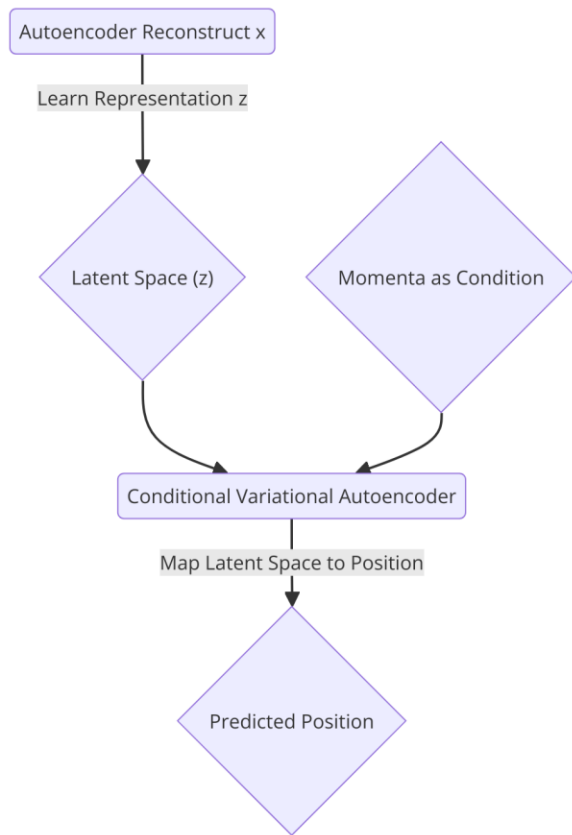 Autoencoder Reconstruct x
Learn Representation z
Latent Space (z)
Momenta as Condition
Conditional Variational Autoencoder
Map Latent Space to Position
Predicted Position